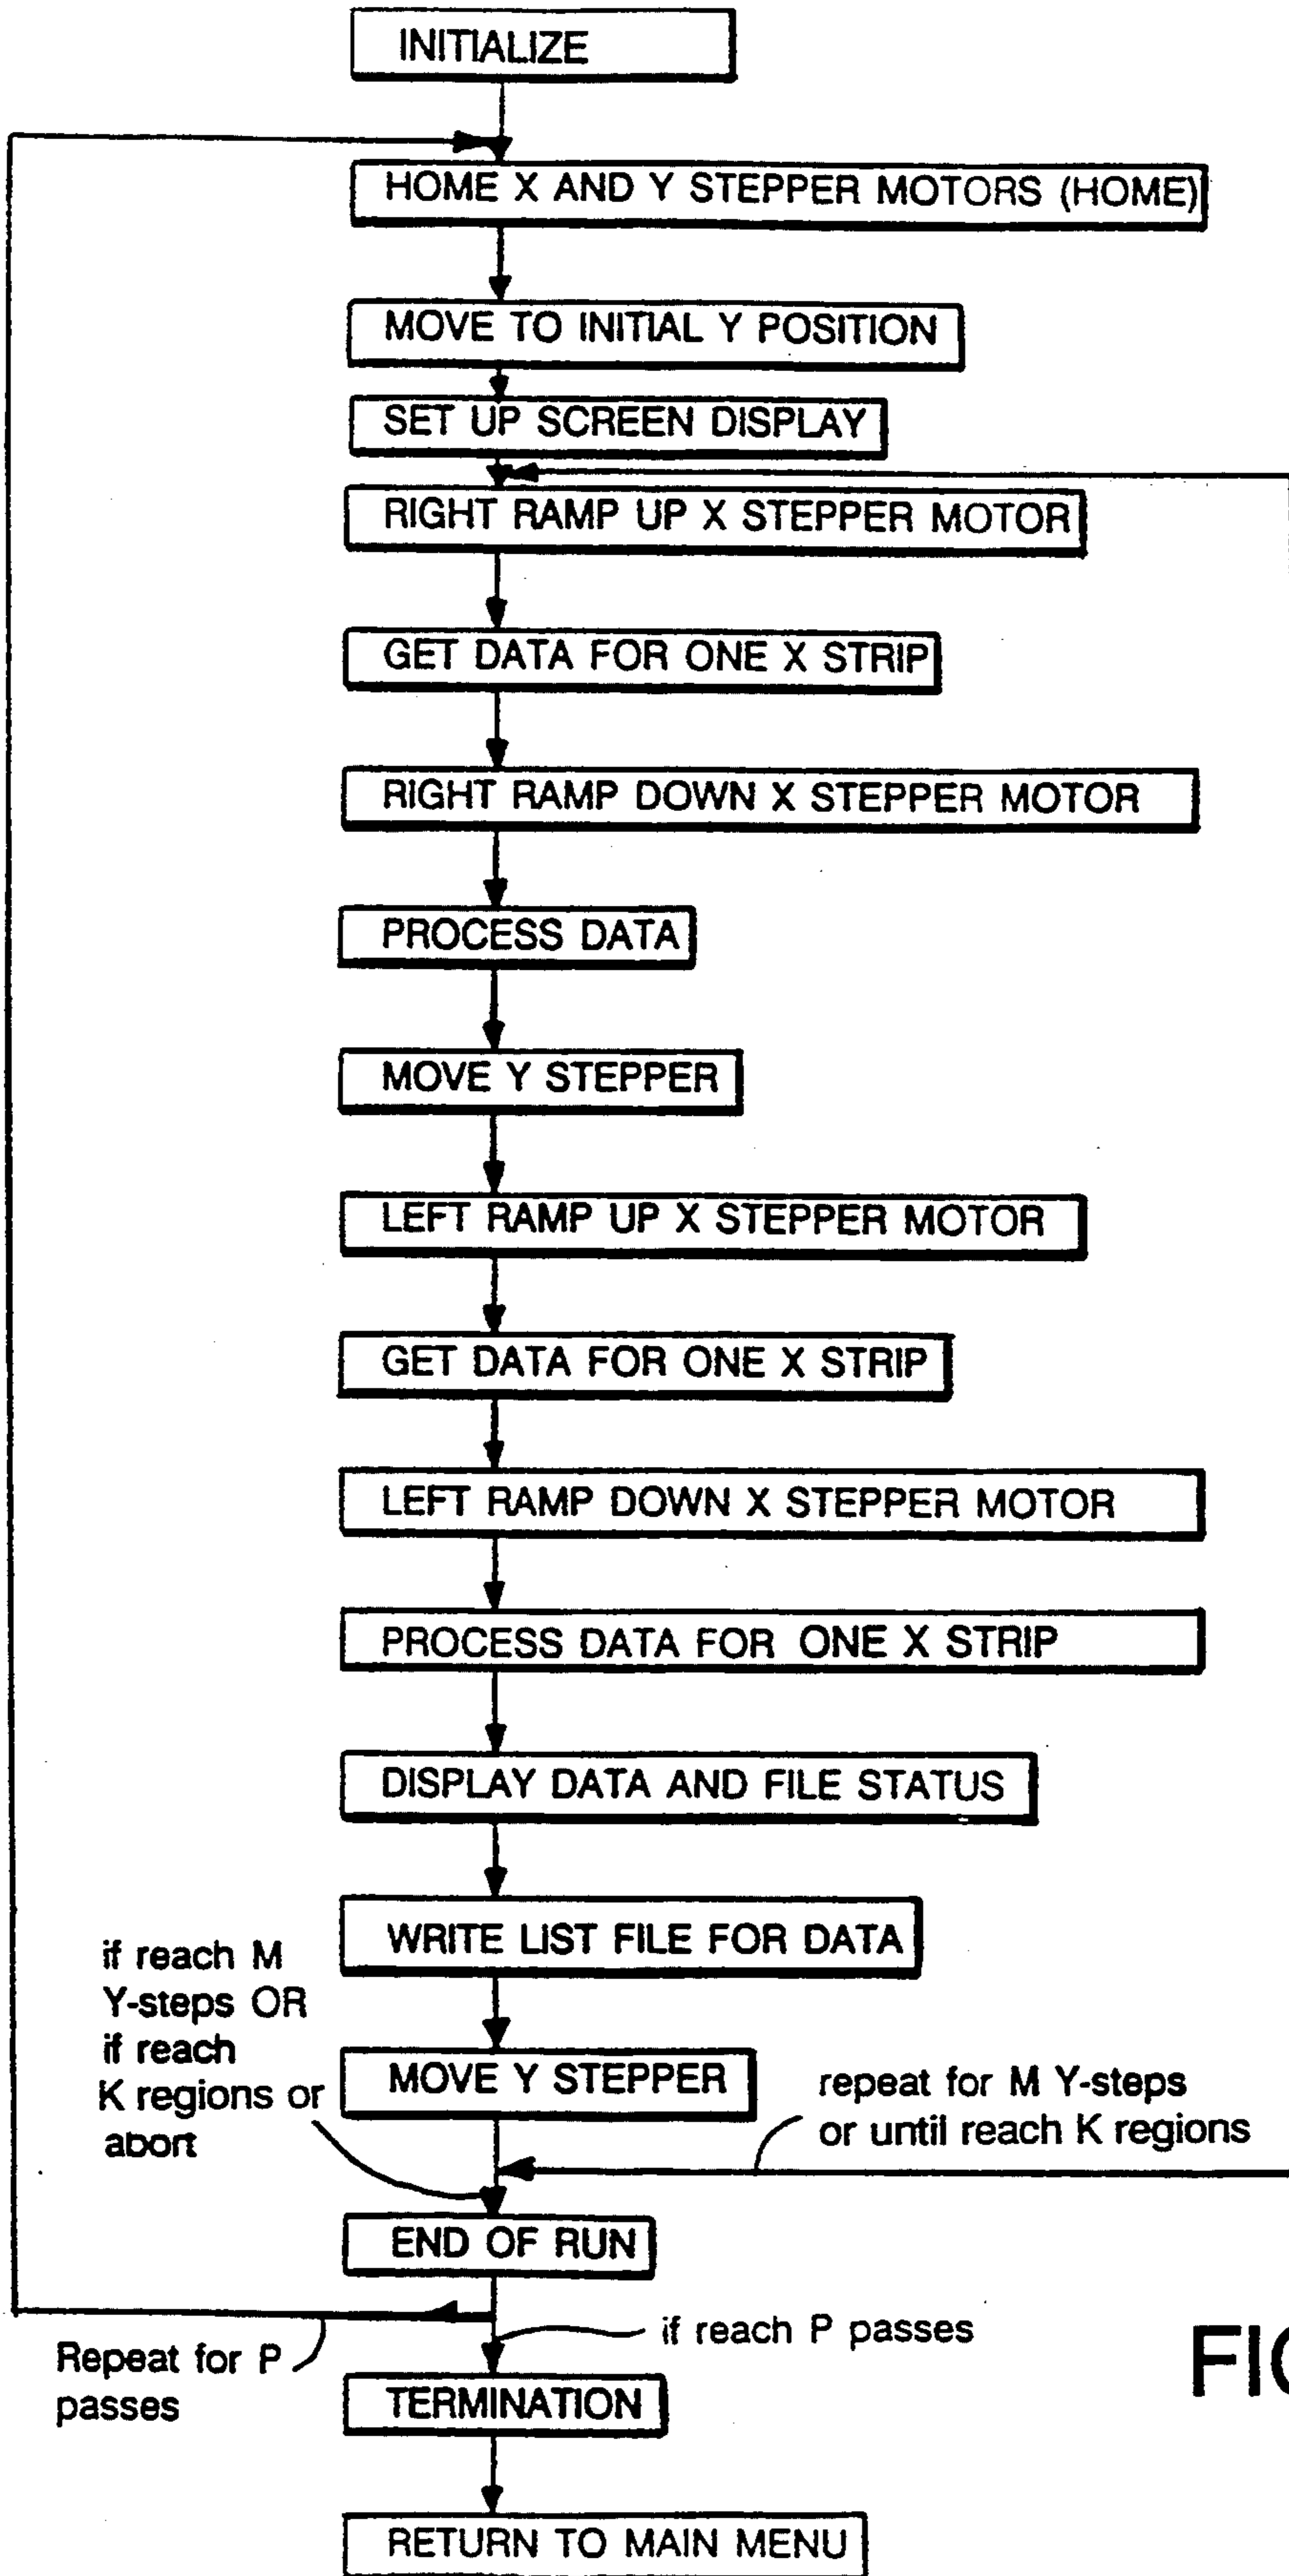 INITIALIZE
HOME X AND Y STEPPER MOTORS (HOME)
MOVE TO INITIAL Y POSITION
SET UP SCREEN DISPLAY
RIGHT RAMP UP X STEPPER MOTOR
GET DATA FOR ONE X STRIP
RIGHT RAMP DOWN X STEPPER MOTOR
PROCESS DATA
MOVE Y STEPPER
LEFT RAMP UP X STEPPER MOTOR
GET DATA FOR ONE X STRIP
LEFT RAMP DOWN X STEPPER MOTOR
PROCESS DATA FOR ONE X STRIP
DISPLAY DATA AND FILE STATUS
WRITE LIST FILE FOR DATA
if reach M
Y-steps OR
if reach
K regions or
abort
MOVE Y STEPPER
repeat for M Y-steps
or until reach K regions
END OF RUN
if reach P passes
Repeat for P
passes
TERMINATION
RETURN TO MAIN MENU